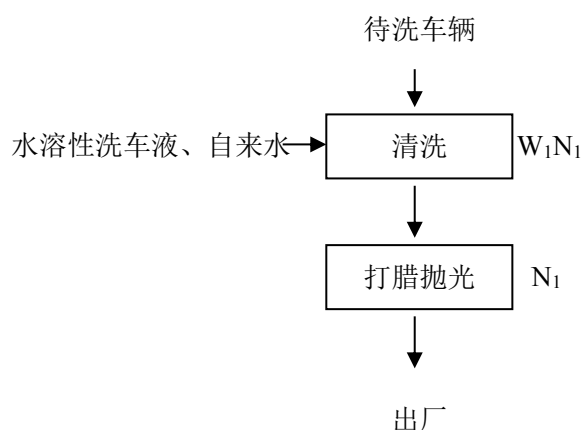 待洗车辆
水溶性洗车液、自来水
清洗
W₁N₁
打腊抛光
N₁
出厂